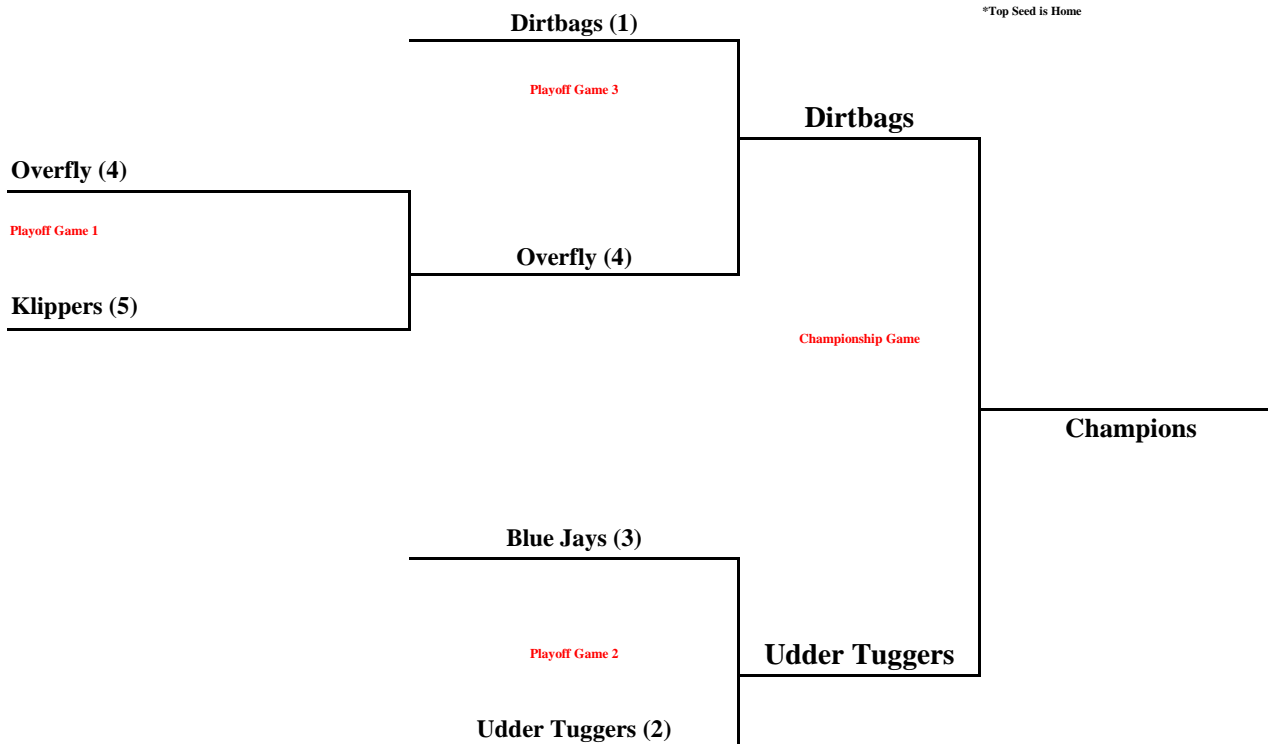 Dirtbags (1)
*Top Seed is Home
Playoff Game 3
Dirtbags
Overfly (4)
Playoff Game 1
Overfly (4)
Klippers (5)
Championship Game
Champions
Blue Jays (3)
Playoff Game 2
Udder Tuggers
Udder Tuggers (2)